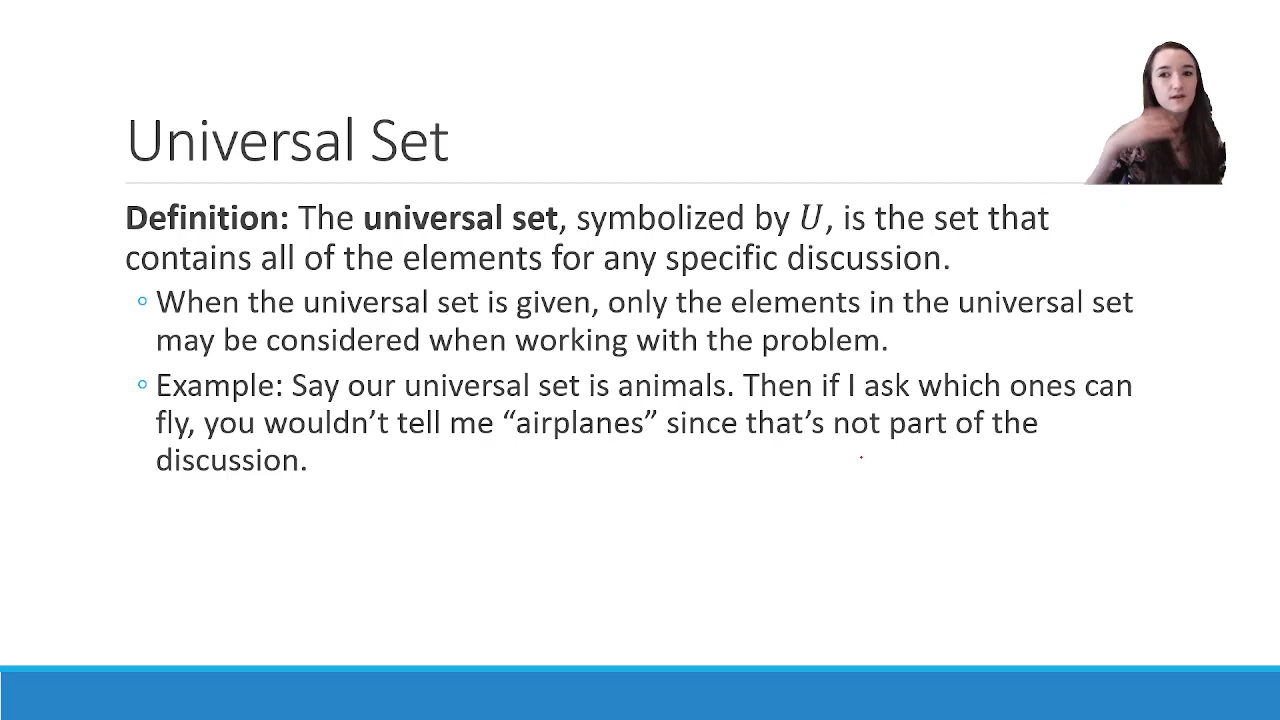 Universal Set
Definition: The universal set, symbolized by 𝑈, is the set that
contains all of the elements for any specific discussion.
◦ When the universal set is given, only the elements in the universal set
may be considered when working with the problem.
◦ Example: Say our universal set is animals. Then if I ask which ones can
fly, you wouldn’t tell me “airplanes” since that’s not part of the
discussion.